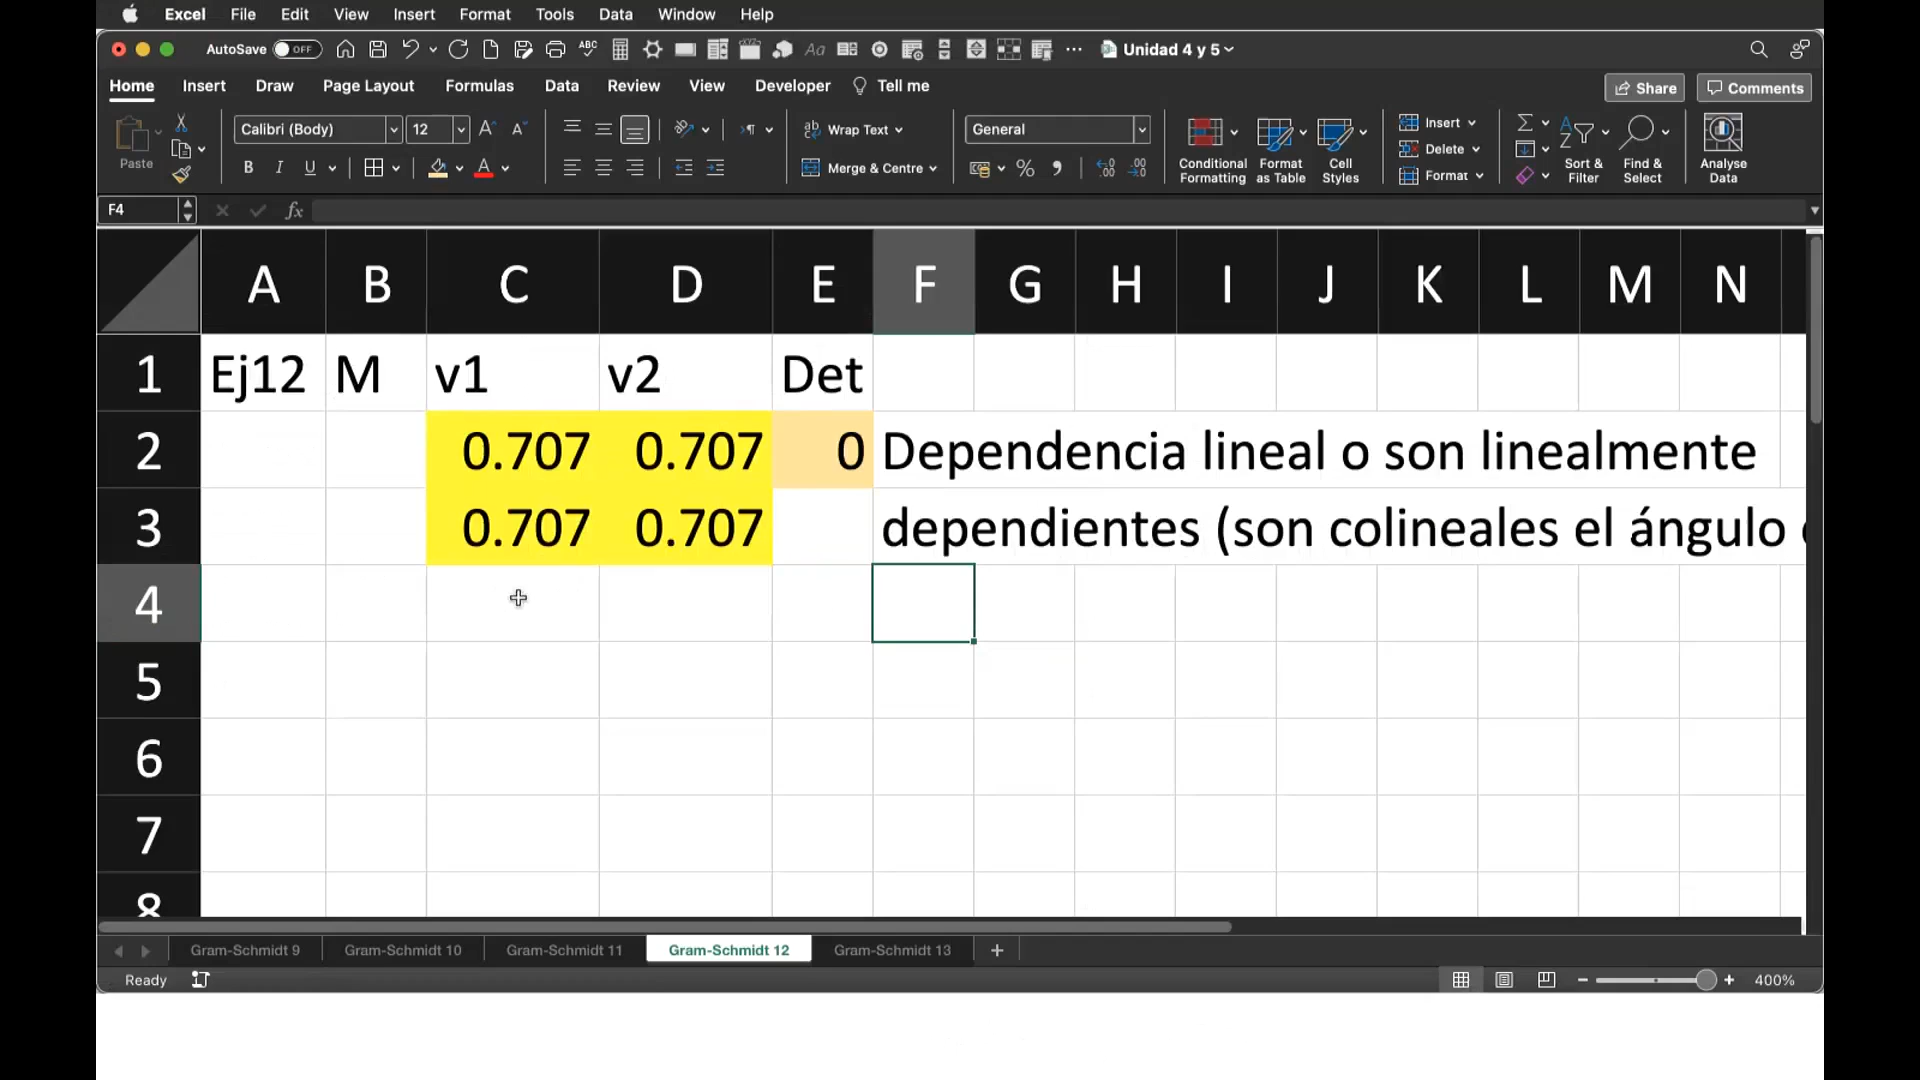 Excel File Edit View Insert Format Tools Data Window Help
AutoSave OFF ABC Aa ... Unidad 4 y 5
Home Insert Draw Page Layout Formulas Data Review View Developer Tell me Share Comments
Paste Calibri (Body) 12 A A ab Wrap Text General Conditional Formatting Format as Table Cell Styles Insert Sort & Filter Find & Select Analyse Data
B I U A Merge & Centre % Delete
Format
F4 fx
A B C D E F G H I J K L M N
1 Ej12 M v1 v2 Det
2 0.707 0.707 0 Dependencia lineal o son linealmente
3 0.707 0.707 dependientes (son colineales el ángulo
4
5
6
7
8
Gram-Schmidt 9 Gram-Schmidt 10 Gram-Schmidt 11 Gram-Schmidt 12 Gram-Schmidt 13 +
Ready 400%